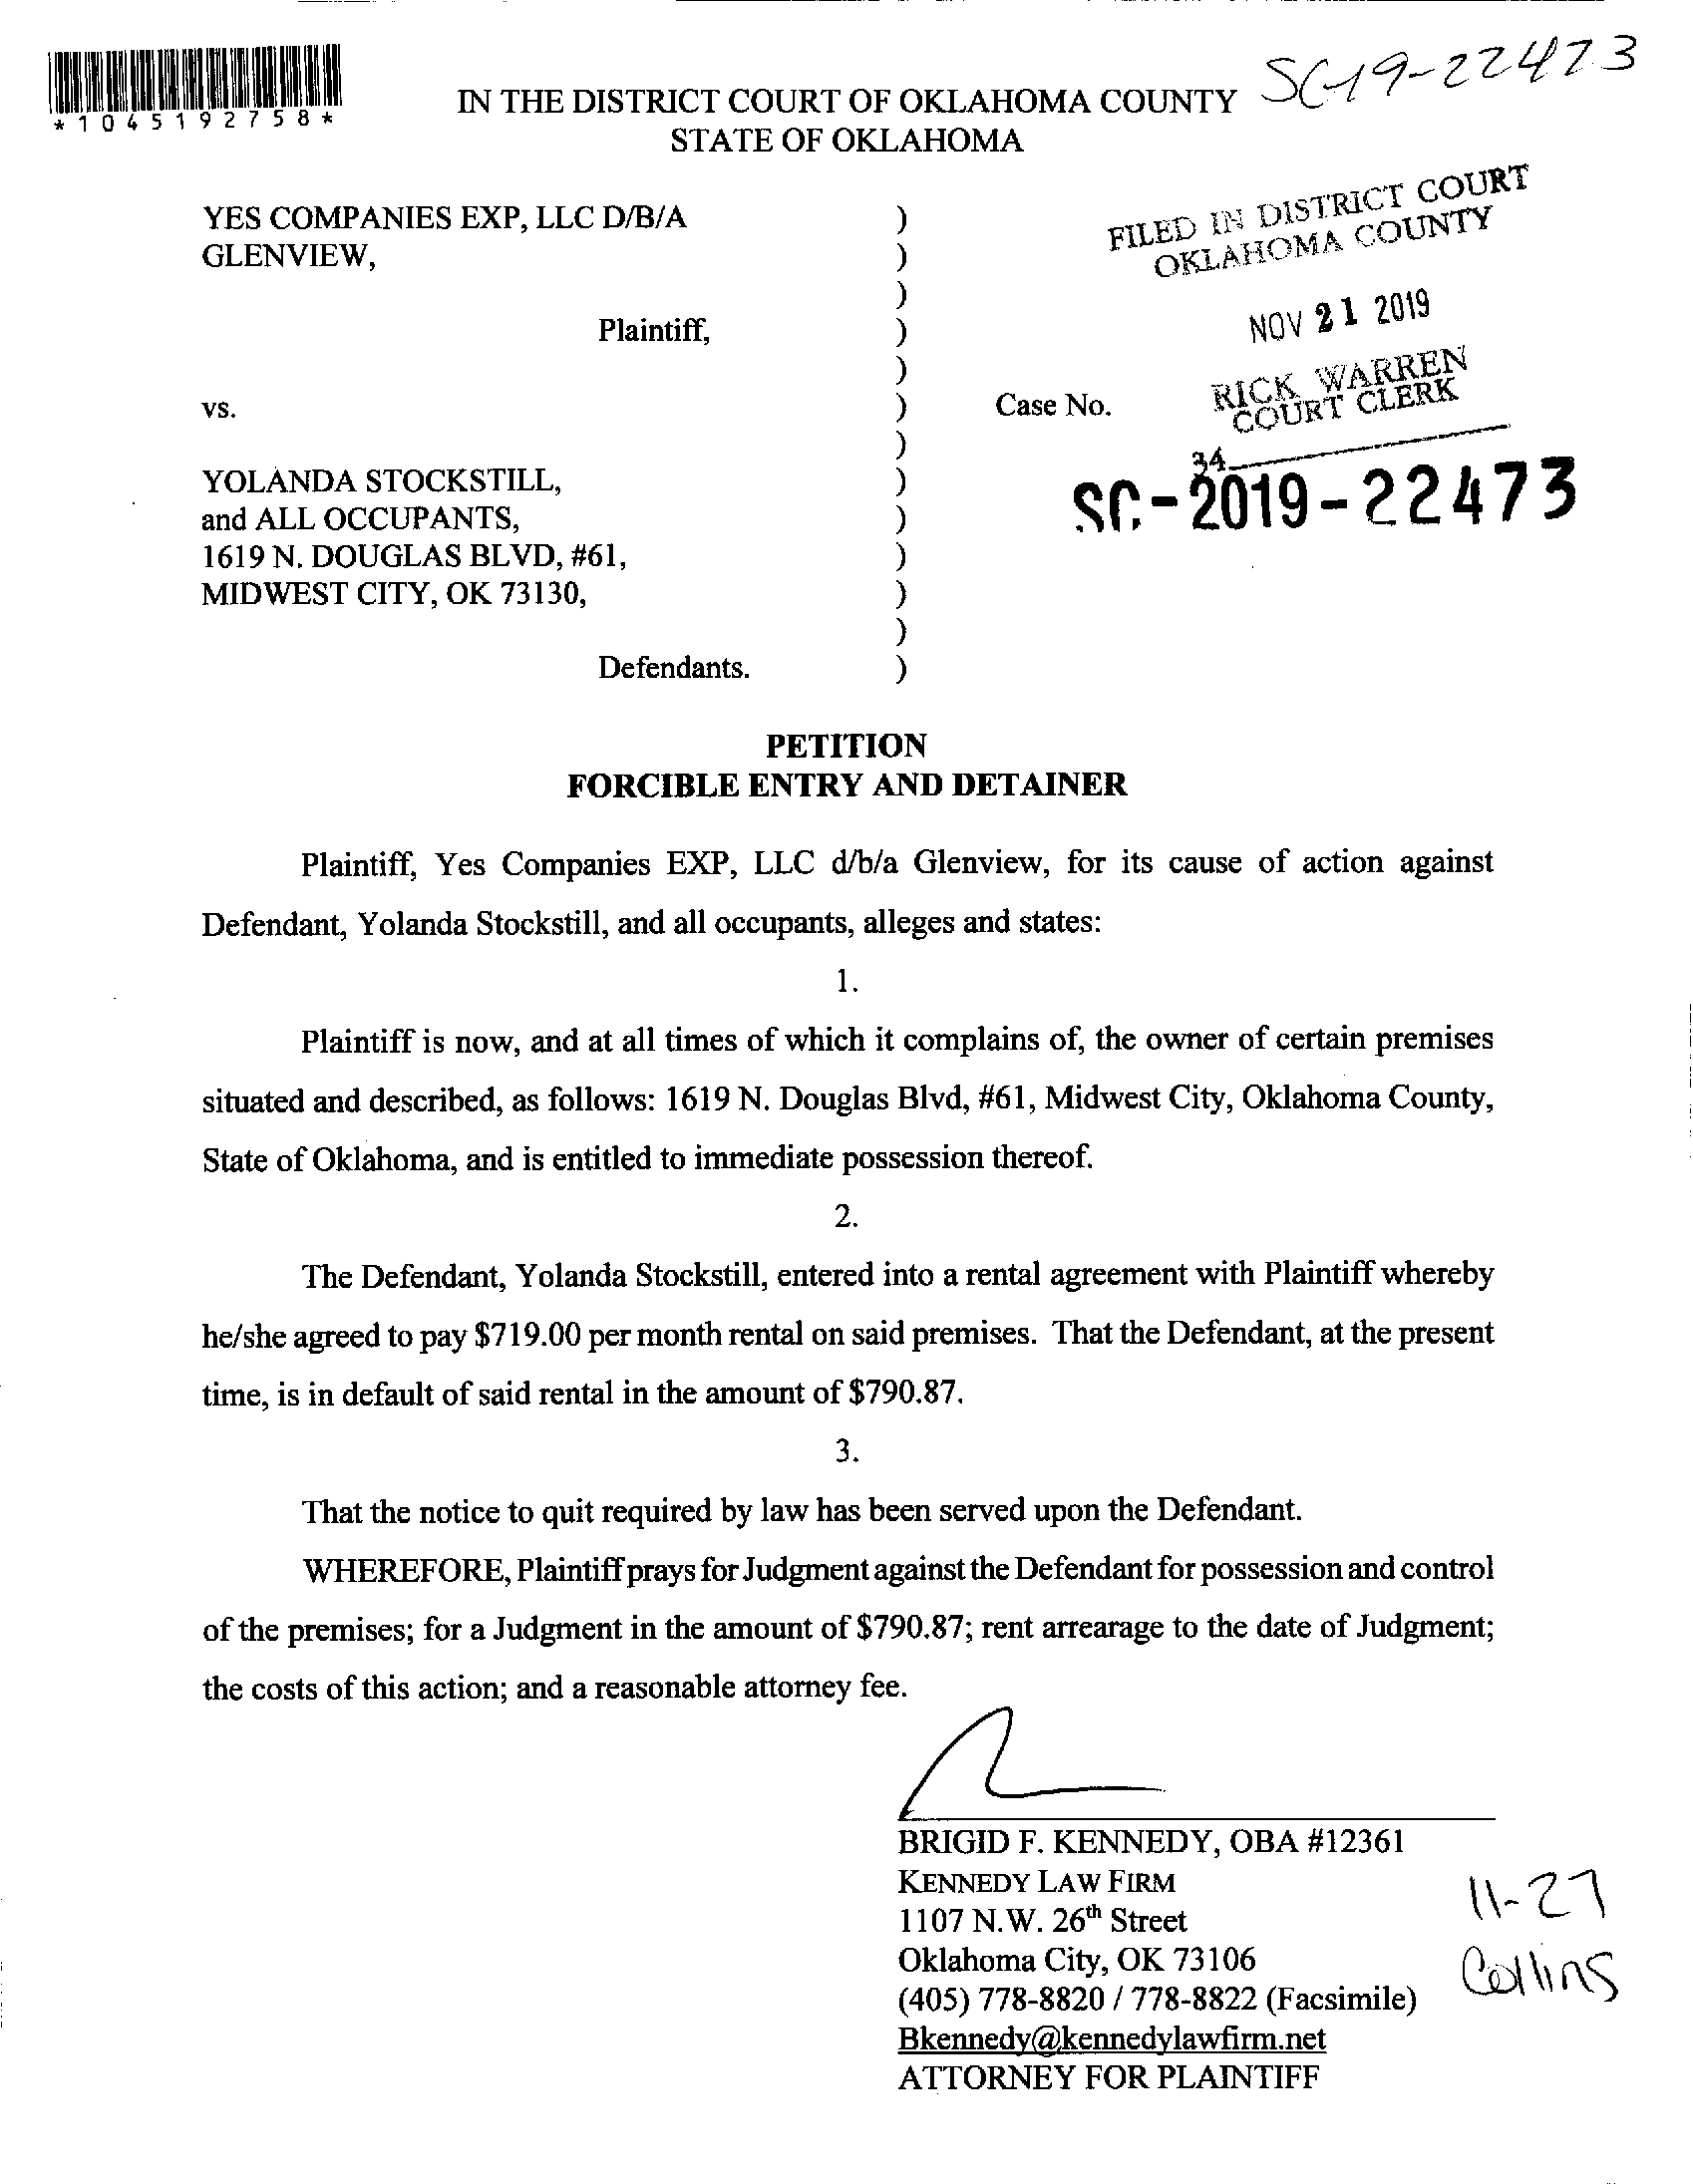 *1045192758*
SC-19-22473
IN THE DISTRICT COURT OF OKLAHOMA COUNTY
STATE OF OKLAHOMA
FILED IN DISTRICT COURT
OKLAHOMA COUNTY
NOV 21 2019
RICK WARREN
COURT CLERK
34
YES COMPANIES EXP, LLC D/B/A )
GLENVIEW, )
)
Plaintiff, )
)
vs. ) Case No.
)
SC-2019-22473
YOLANDA STOCKSTILL, )
and ALL OCCUPANTS, )
1619 N. DOUGLAS BLVD, #61, )
MIDWEST CITY, OK 73130, )
)
Defendants. )
PETITION
FORCIBLE ENTRY AND DETAINER
Plaintiff, Yes Companies EXP, LLC d/b/a Glenview, for its cause of action against
Defendant, Yolanda Stockstill, and all occupants, alleges and states:
1.
Plaintiff is now, and at all times of which it complains of, the owner of certain premises
situated and described, as follows: 1619 N. Douglas Blvd, #61, Midwest City, Oklahoma County,
State of Oklahoma, and is entitled to immediate possession thereof.
2.
The Defendant, Yolanda Stockstill, entered into a rental agreement with Plaintiff whereby
he/she agreed to pay $719.00 per month rental on said premises. That the Defendant, at the present
time, is in default of said rental in the amount of $790.87.
3.
That the notice to quit required by law has been served upon the Defendant.
WHEREFORE, Plaintiff prays for Judgment against the Defendant for possession and control
of the premises; for a Judgment in the amount of $790.87; rent arrearage to the date of Judgment;
the costs of this action; and a reasonable attorney fee.
BRIGID F. KENNEDY, OBA #12361
KENNEDY LAW FIRM
1107 N.W. 26th Street
Oklahoma City, OK 73106
(405) 778-8820 / 778-8822 (Facsimile)
Bkennedy@kennedylawfirm.net
ATTORNEY FOR PLAINTIFF
11-27
Collins